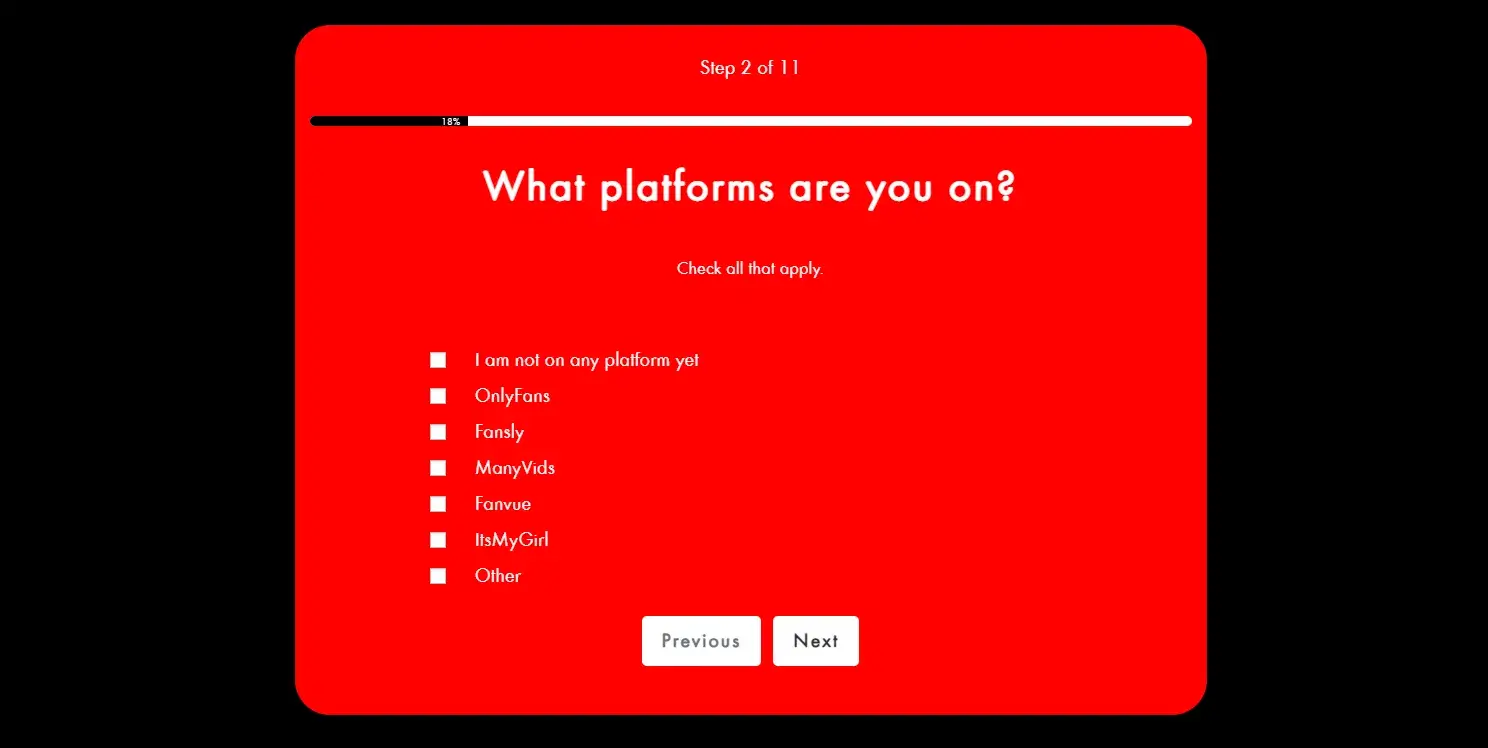 Step 2 of 11
18%
What platforms are you on?
Check all that apply.
I am not on any platform yet
OnlyFans
Fansly
ManyVids
Fanvue
ItsMyGirl
Other
Previous Next